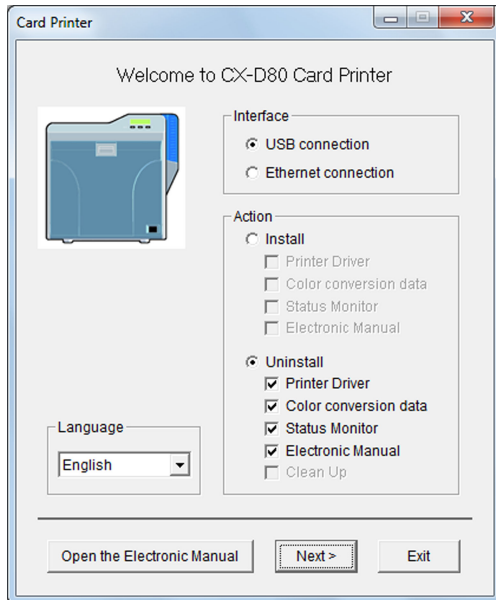 Card Printer
Welcome to CX-D80 Card Printer
Interface
USB connection
Ethernet connection
Action
Install
Printer Driver
Color conversion data
Status Monitor
Electronic Manual
Uninstall
Printer Driver
Color conversion data
Status Monitor
Electronic Manual
Clean Up
Language
English
Open the Electronic Manual
Next >
Exit